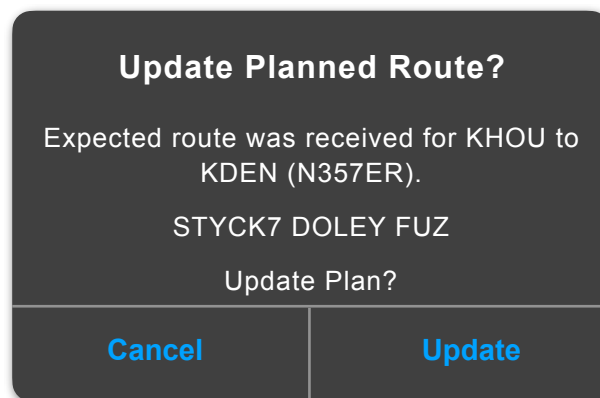 Update Planned Route?
Expected route was received for KHOU to
KDEN (N357ER).
STYCK7 DOLEY FUZ
Update Plan?
Cancel
Update